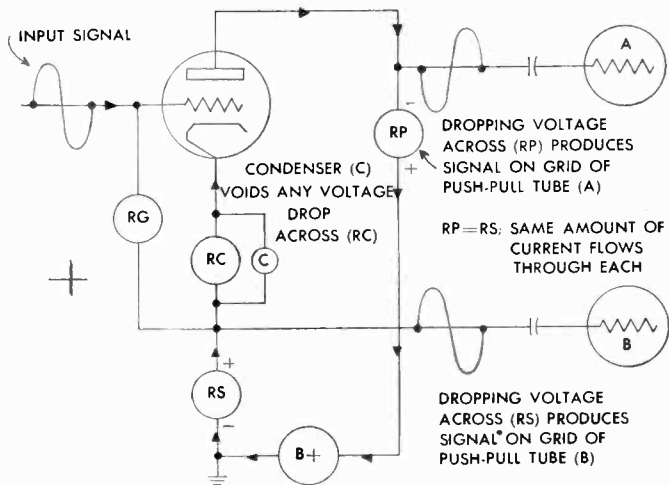 INPUT SIGNAL
A
RP
DROPPING VOLTAGE
ACROSS (RP) PRODUCES
SIGNAL ON GRID OF
PUSH-PULL TUBE (A)
CONDENSER (C)
VOIDS ANY VOLTAGE
DROP
ACROSS (RC)
RG
RC
C
RP=RS; SAME AMOUNT OF
CURRENT FLOWS
THROUGH EACH
B
RS
DROPPING VOLTAGE
ACROSS (RS) PRODUCES
SIGNAL ON GRID OF
PUSH-PULL TUBE (B)
B+